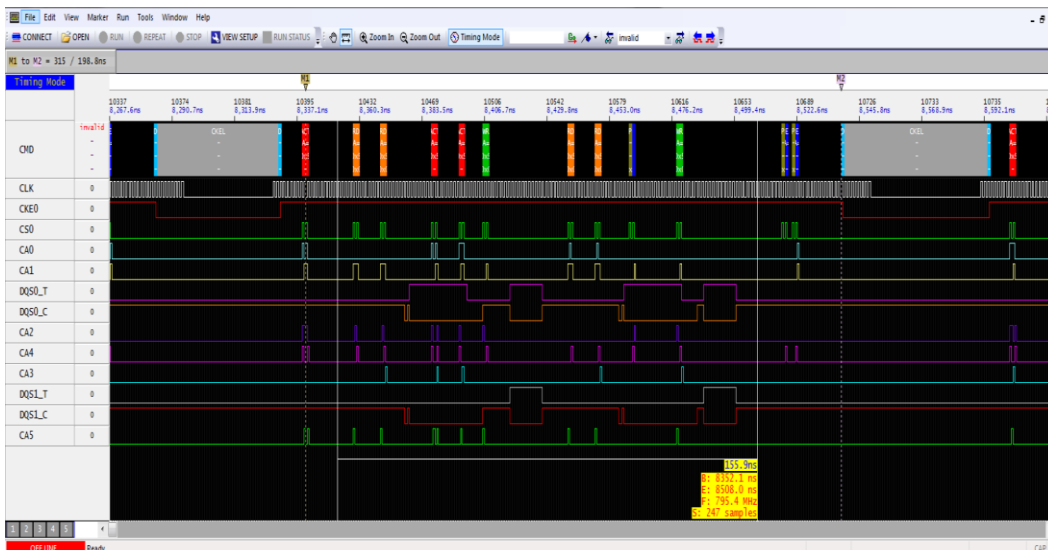 File Edit View Marker Run Tools Window Help
CONNECT OPEN RUN REPEAT STOP VIEW SETUP RUN STATUS Zoom In Zoom Out Timing Mode invalid
M1 to M2 = 315 / 198.8ns
Timing Mode M1 M2
10337 10374 10381 10395 10432 10469 10506 10542 10579 10616 10653 10689 10726 10733 10735
8,267.6ns 8,290.7ns 8,313.9ns 8,337.1ns 8,360.3ns 8,383.5ns 8,406.7ns 8,429.8ns 8,453.0ns 8,476.2ns 8,499.4ns 8,522.6ns 8,545.8ns 8,568.9ns 8,592.1ns
invalid
CMD CKEL CKEL
CLK 0
CKE0 0
CS0 0
CA0 0
CA1 0
DQS0_T 0
DQS0_C 0
CA2 0
CA4 0
CA3 0
DQS1_T 0
DQS1_C 0
CA5 0
155.9ns
B: 8352.1 ns
E: 8508.0 ns
F: 795.4 MHz
S: 247 samples
1 2 3 4 5
OFF LINE Ready CAP